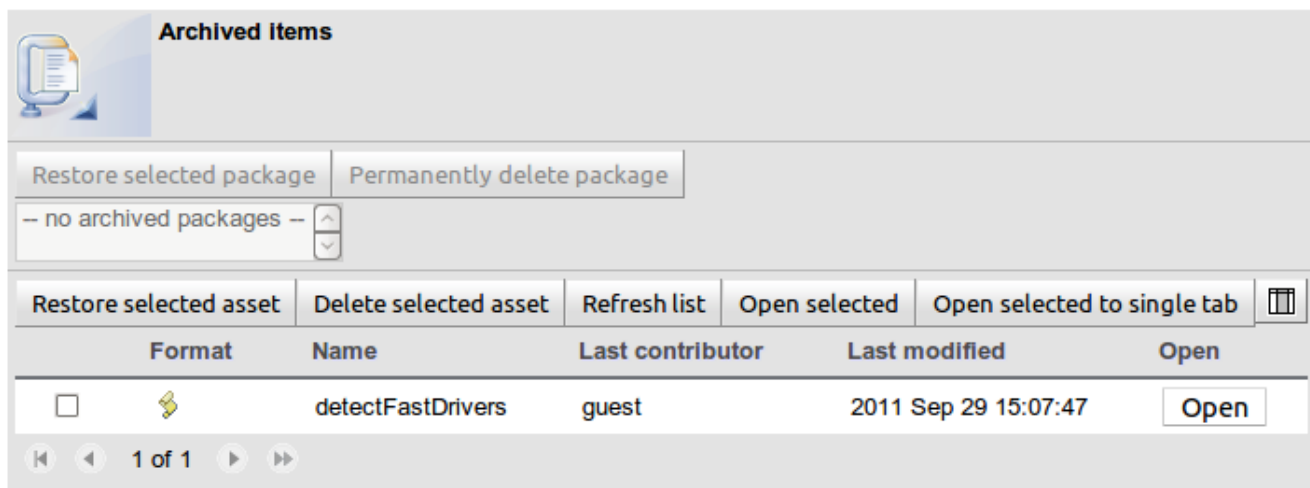 Archived items
Restore selected package Permanently delete package
-- no archived packages --
Restore selected asset Delete selected asset Refresh list Open selected Open selected to single tab
Format Name Last contributor Last modified Open
detectFastDrivers guest 2011 Sep 29 15:07:47 Open
1 of 1